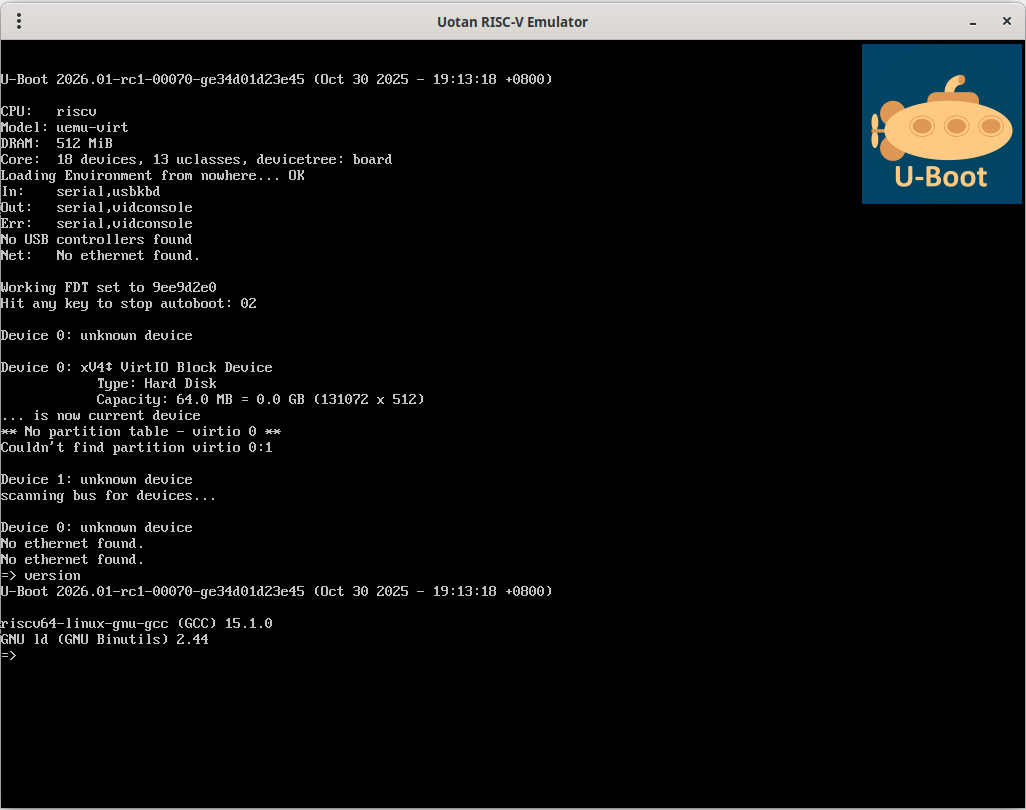 Uotan RISC-V Emulator
U-Boot 2026.01-rc1-00070-ge34d01d23e45 (Oct 30 2025 - 19:13:18 +0800)
CPU:   riscv
Model: uemu-virt
DRAM:  512 MiB
Core:  18 devices, 13 uclasses, devicetree: board
Loading Environment from nowhere... OK
In:    serial,usbkbd
Out:   serial,vidconsole
Err:   serial,vidconsole
No USB controllers found
Net:   No ethernet found.
U-Boot
Working FDT set to 9ee9d2e0
Hit any key to stop autoboot: 02
Device 0: unknown device
Device 0: xV4‡ VirtIO Block Device
            Type: Hard Disk
            Capacity: 64.0 MB = 0.0 GB (131072 x 512)
... is now current device
** No partition table - virtio 0 **
Couldn't find partition virtio 0:1
Device 1: unknown device
scanning bus for devices...
Device 0: unknown device
No ethernet found.
No ethernet found.
=> version
U-Boot 2026.01-rc1-00070-ge34d01d23e45 (Oct 30 2025 - 19:13:18 +0800)
riscv64-linux-gnu-gcc (GCC) 15.1.0
GNU ld (GNU Binutils) 2.44
=>